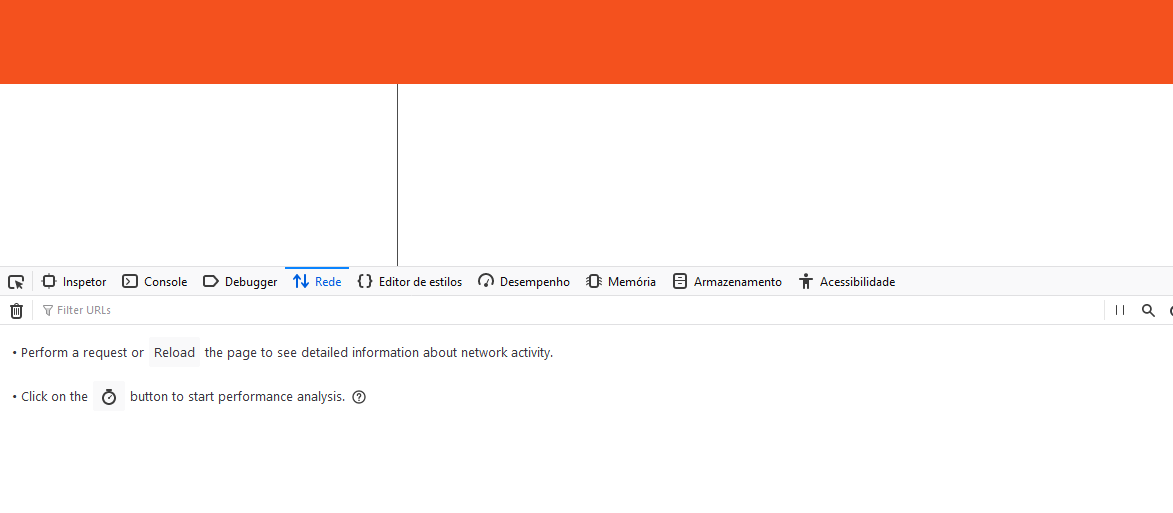 Inspetor Console Debugger Rede Editor de estilos Desempenho Memória Armazenamento Acessibilidade
Filter URLs
• Perform a request or Reload the page to see detailed information about network activity.
• Click on the button to start performance analysis.